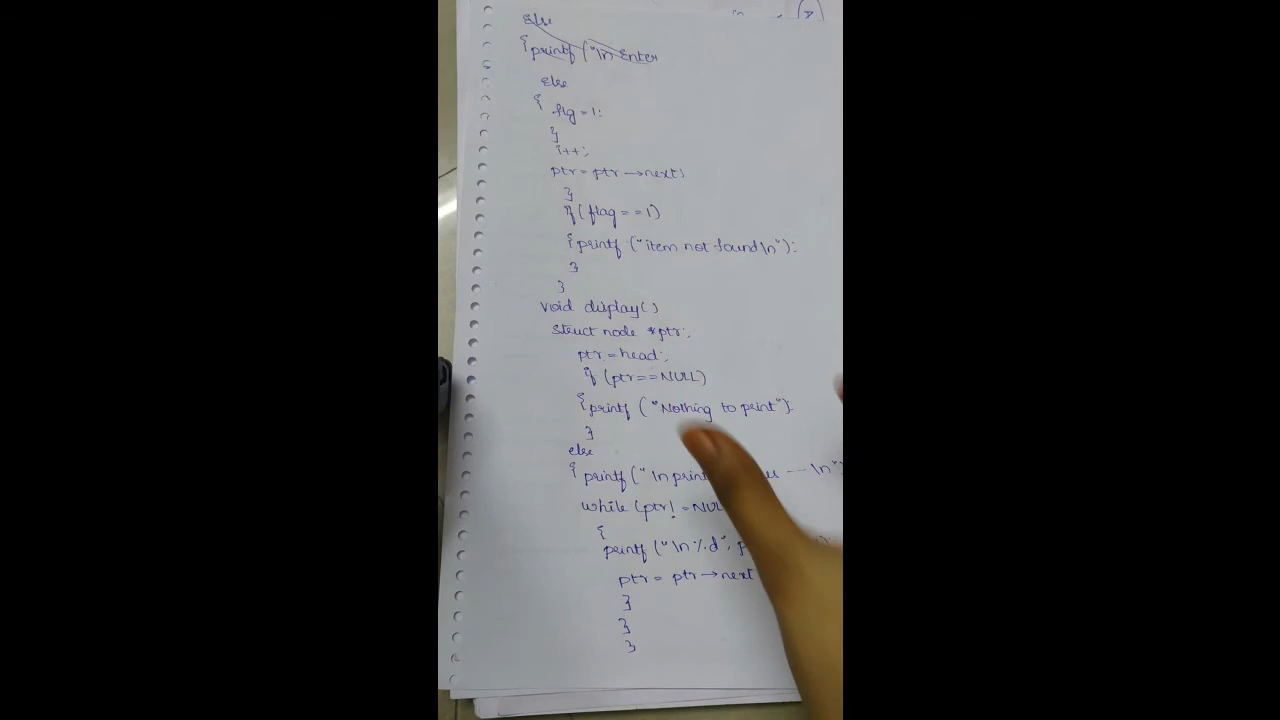 else
{printf ("\n Enter
else
{ flg = 1;
}
i++;
ptr = ptr →next;
}
if (flag = = 1)
{printf ("item not found\n");
}
}
void display()
struct node *ptr;
ptr = head;
if (ptr==NULL)
{printf ("Nothing to print"}.
}
else
{ printf ("\n print --- \n"
while (ptr! = NUL
{
printf ("\n %d", p
ptr = ptr →next
}
}
}